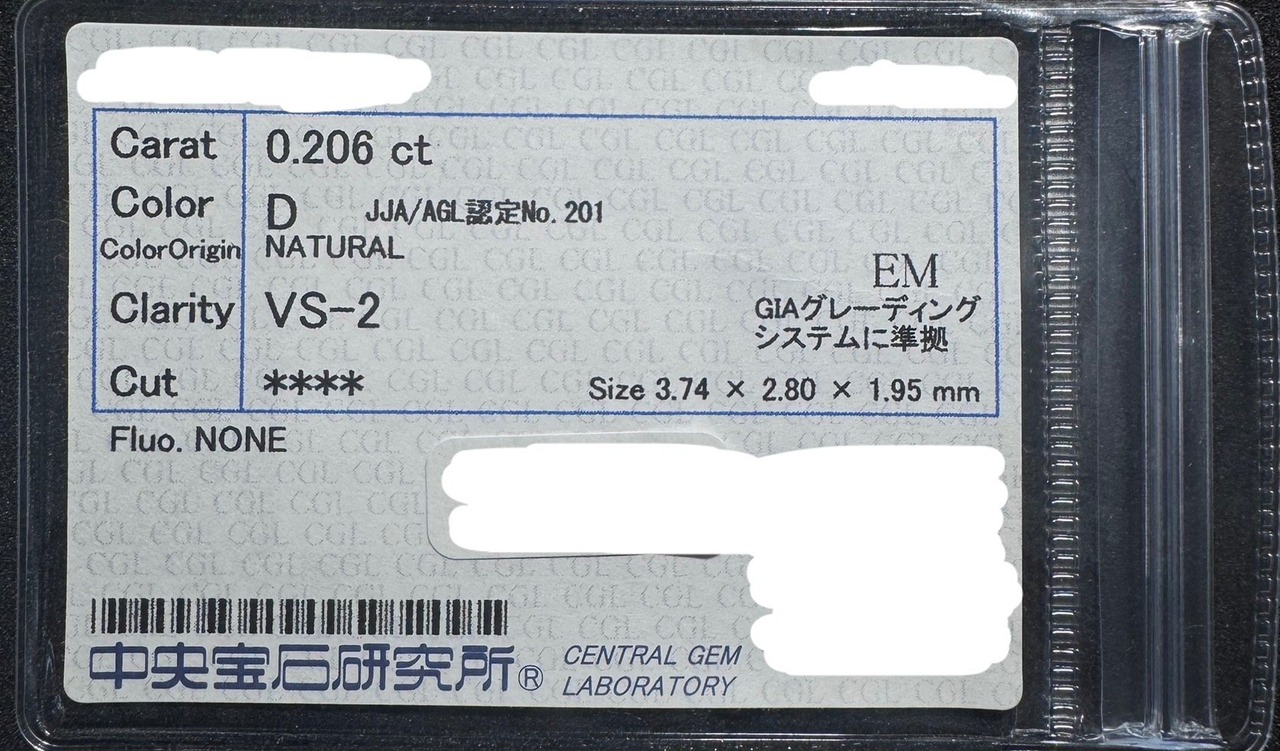 Carat 0.206 ct
Color D JJA/AGL認定No. 201
ColorOrigin NATURAL
EM
Clarity VS-2
GIAグレーディング
システムに準拠
Cut **** Size 3.74 × 2.80 × 1.95 mm
Fluo. NONE
中央宝石研究所® CENTRAL GEM
LABORATORY